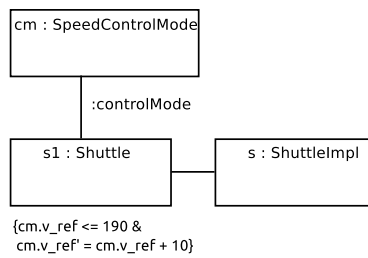 cm : SpeedControlMode
:controlMode
s1 : Shuttle
s : ShuttleImpl
{cm.v_ref <= 190 &
cm.v_ref' = cm.v_ref + 10}